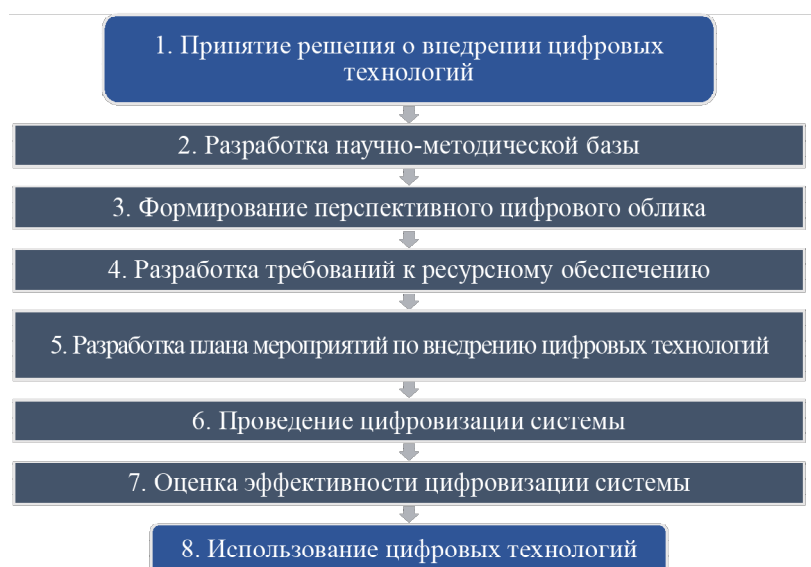 1. Принятие решения о внедрении цифровых
технологий
2. Разработка научно-методической базы
3. Формирование перспективного цифрового облика
4. Разработка требований к ресурсному обеспечению
5. Разработка плана мероприятий по внедрению цифровых технологий
6. Проведение цифровизации системы
7. Оценка эффективности цифровизации системы
8. Использование цифровых технологий